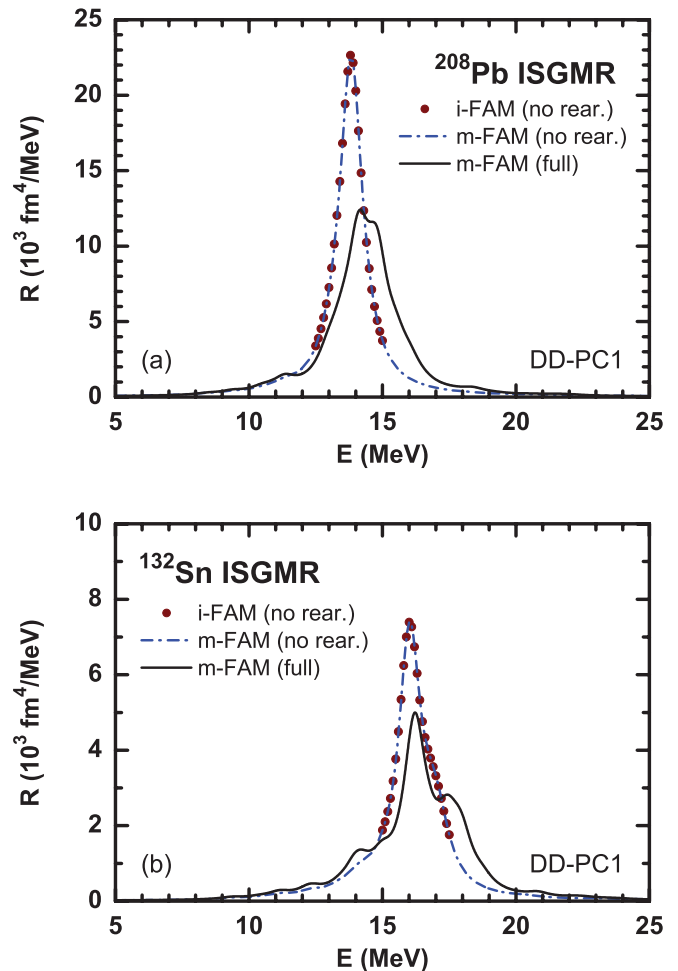 25
20
15
10
5
0
R (10³ fm⁴/MeV)
²⁰⁸Pb ISGMR
i-FAM (no rear.)
m-FAM (no rear.)
m-FAM (full)
(a)
DD-PC1
5 10 15 20 25
E (MeV)
10
8
6
4
2
0
R (10³ fm⁴/MeV)
¹³²Sn ISGMR
i-FAM (no rear.)
m-FAM (no rear.)
m-FAM (full)
(b)
DD-PC1
5 10 15 20 25
E (MeV)